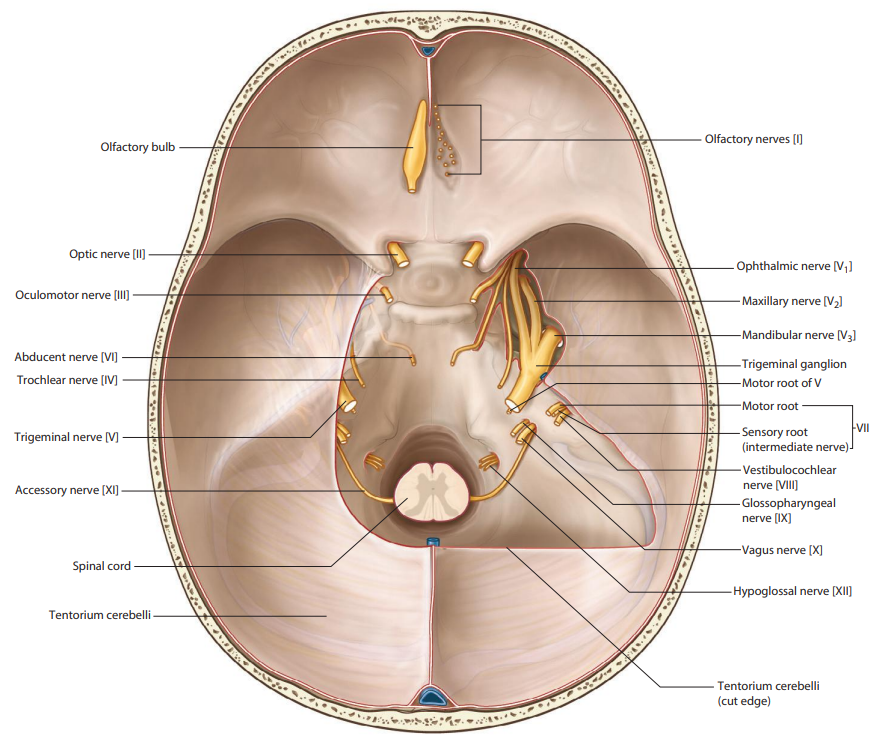 Olfactory bulb
Olfactory nerves [I]
Optic nerve [II]
Oculomotor nerve [III]
Abducent nerve [VI]
Trochlear nerve [IV]
Trigeminal nerve [V]
Accessory nerve [XI]
Spinal cord
Tentorium cerebelli
Ophthalmic nerve [V1]
Maxillary nerve [V2]
Mandibular nerve [V3]
Trigeminal ganglion
Motor root of V
Motor root
VII
Sensory root
(intermediate nerve)
Vestibulocochlear
nerve [VIII]
Glossopharyngeal
nerve [IX]
Vagus nerve [X]
Hypoglossal nerve [XII]
Tentorium cerebelli
(cut edge)